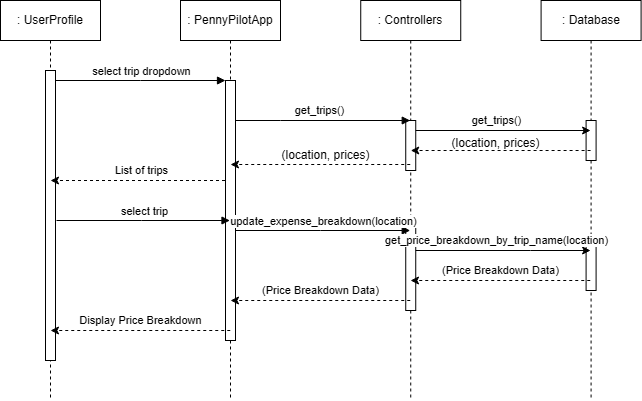 : UserProfile
: PennyPilotApp
: Controllers
: Database
select trip dropdown
get_trips()
get_trips()
(location, prices)
(location, prices)
List of trips
select trip
update_expense_breakdown(location)
get_price_breakdown_by_trip_name(location)
(Price Breakdown Data)
(Price Breakdown Data)
Display Price Breakdown